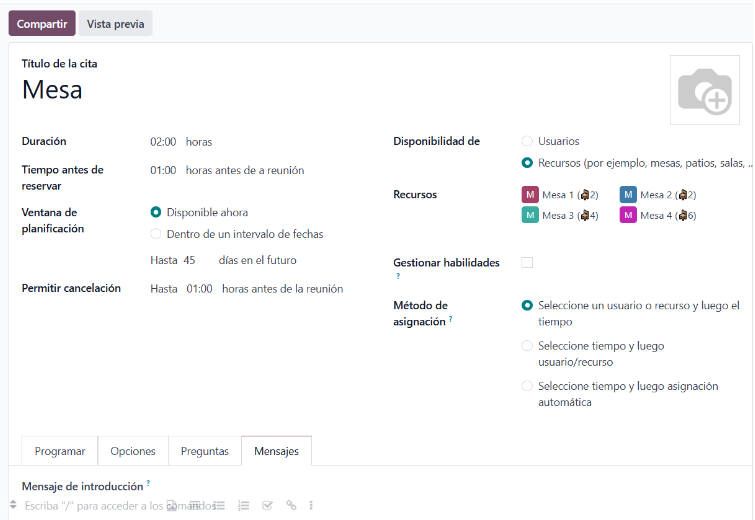 Compartir
Vista previa
Título de la cita
Mesa
Duración
02:00 horas
Tiempo antes de
reservar
01:00 horas antes de a reunión
Ventana de
planificación
Disponible ahora
Dentro de un intervalo de fechas
Hasta 45 días en el futuro
Permitir cancelación
Hasta 01:00 horas antes de la reunión
Disponibilidad de
Usuarios
Recursos (por ejemplo, mesas, patios, salas, ...
Recursos
M Mesa 1 (2)
M Mesa 2 (2)
M Mesa 3 (4)
M Mesa 4 (6)
Gestionar habilidades
?
Método de
asignación ?
Seleccione un usuario o recurso y luego el
tiempo
Seleccione tiempo y luego
usuario/recurso
Seleccione tiempo y luego asignación
automática
Programar
Opciones
Preguntas
Mensajes
Mensaje de introducción ?
Escriba "/" para acceder a los comandos